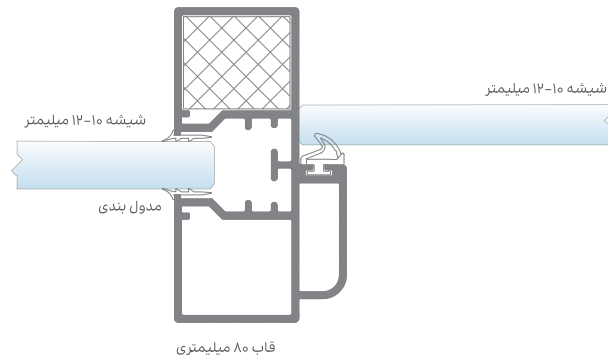 شیشه ۱۰-۱۲ میلیمتر
شیشه ۱۰-۱۲ میلیمتر
مدول بندی
قاب ۸۰ میلیمتری